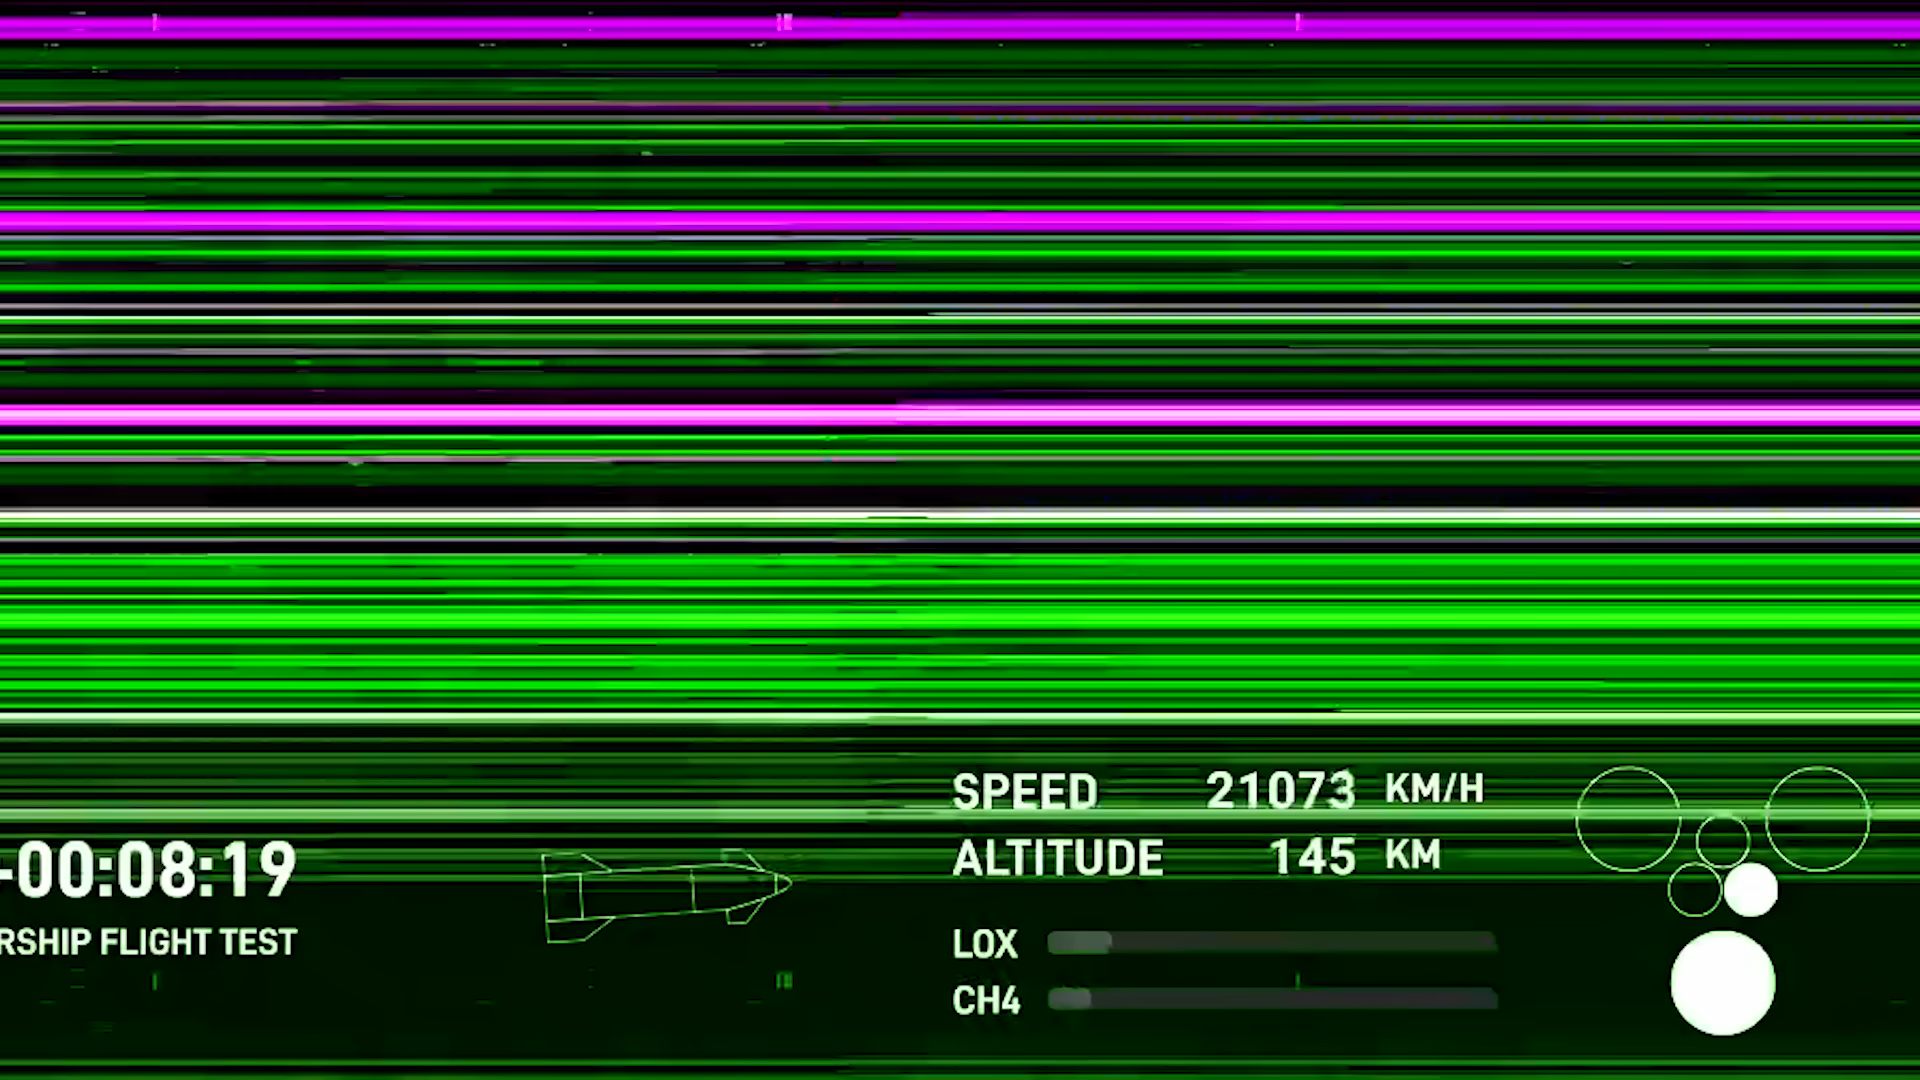 SPEED 21073 KM/H
ALTITUDE 145 KM
-00:08:19
RSHIP FLIGHT TEST
LOX
CH4